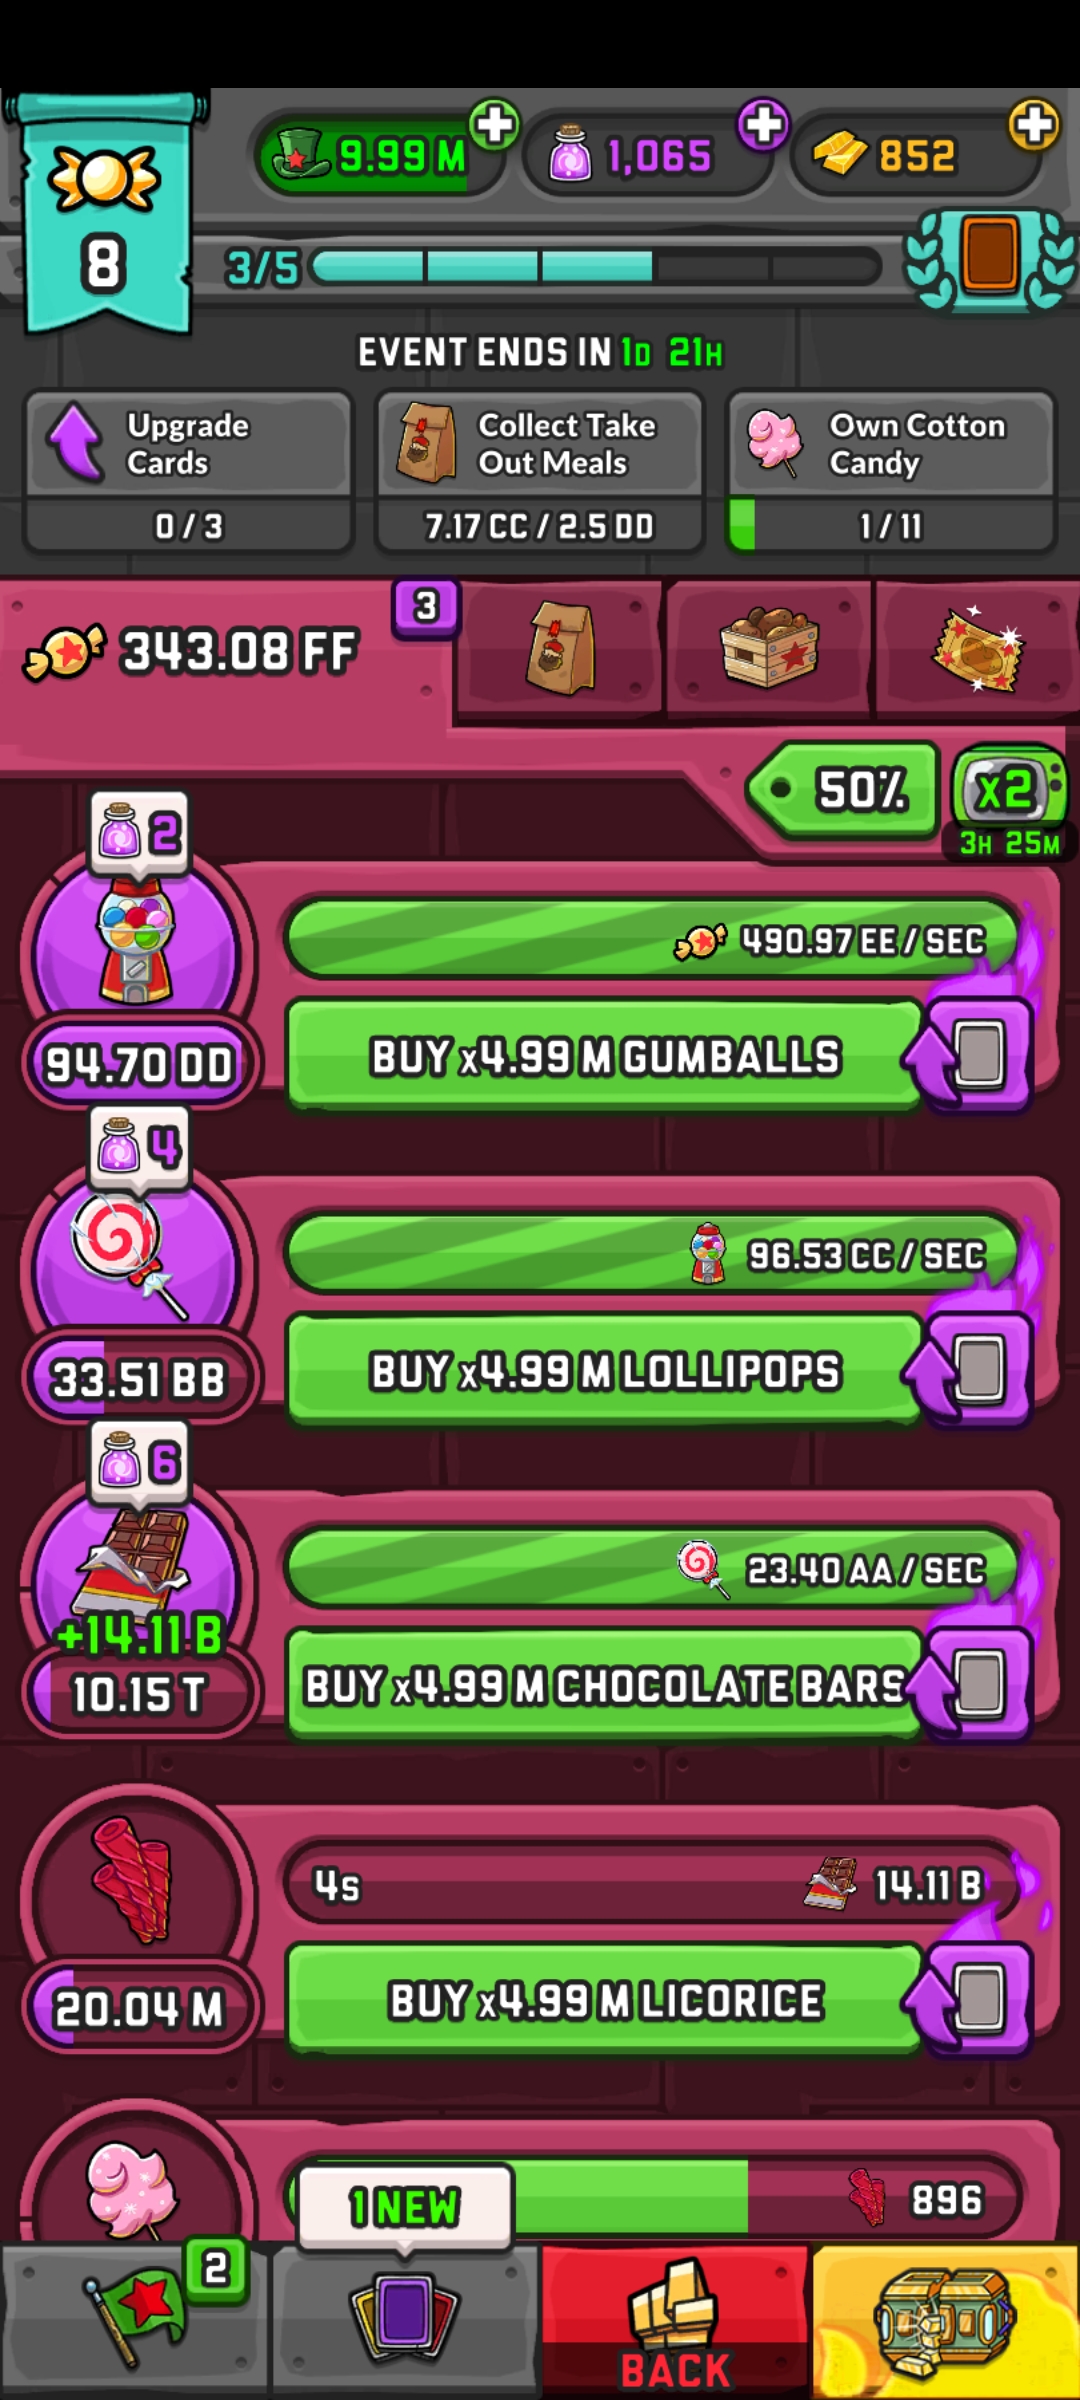 9.99 M
1,065
852
8
3/5
EVENT ENDS IN 1D 21H
Upgrade
Cards
0 / 3
Collect Take
Out Meals
7.17 CC / 2.5 DD
Own Cotton
Candy
1 / 11
343.08 FF
3
50%
x2
3H 25M
2
490.97 EE / SEC
94.70 DD
BUY x4.99 M GUMBALLS
4
96.53 CC / SEC
33.51 BB
BUY x4.99 M LOLLIPOPS
6
23.40 AA / SEC
+14.11 B
10.15 T
BUY x4.99 M CHOCOLATE BARS
4s
14.11 B
20.04 M
BUY x4.99 M LICORICE
896
1 NEW
2
BACK